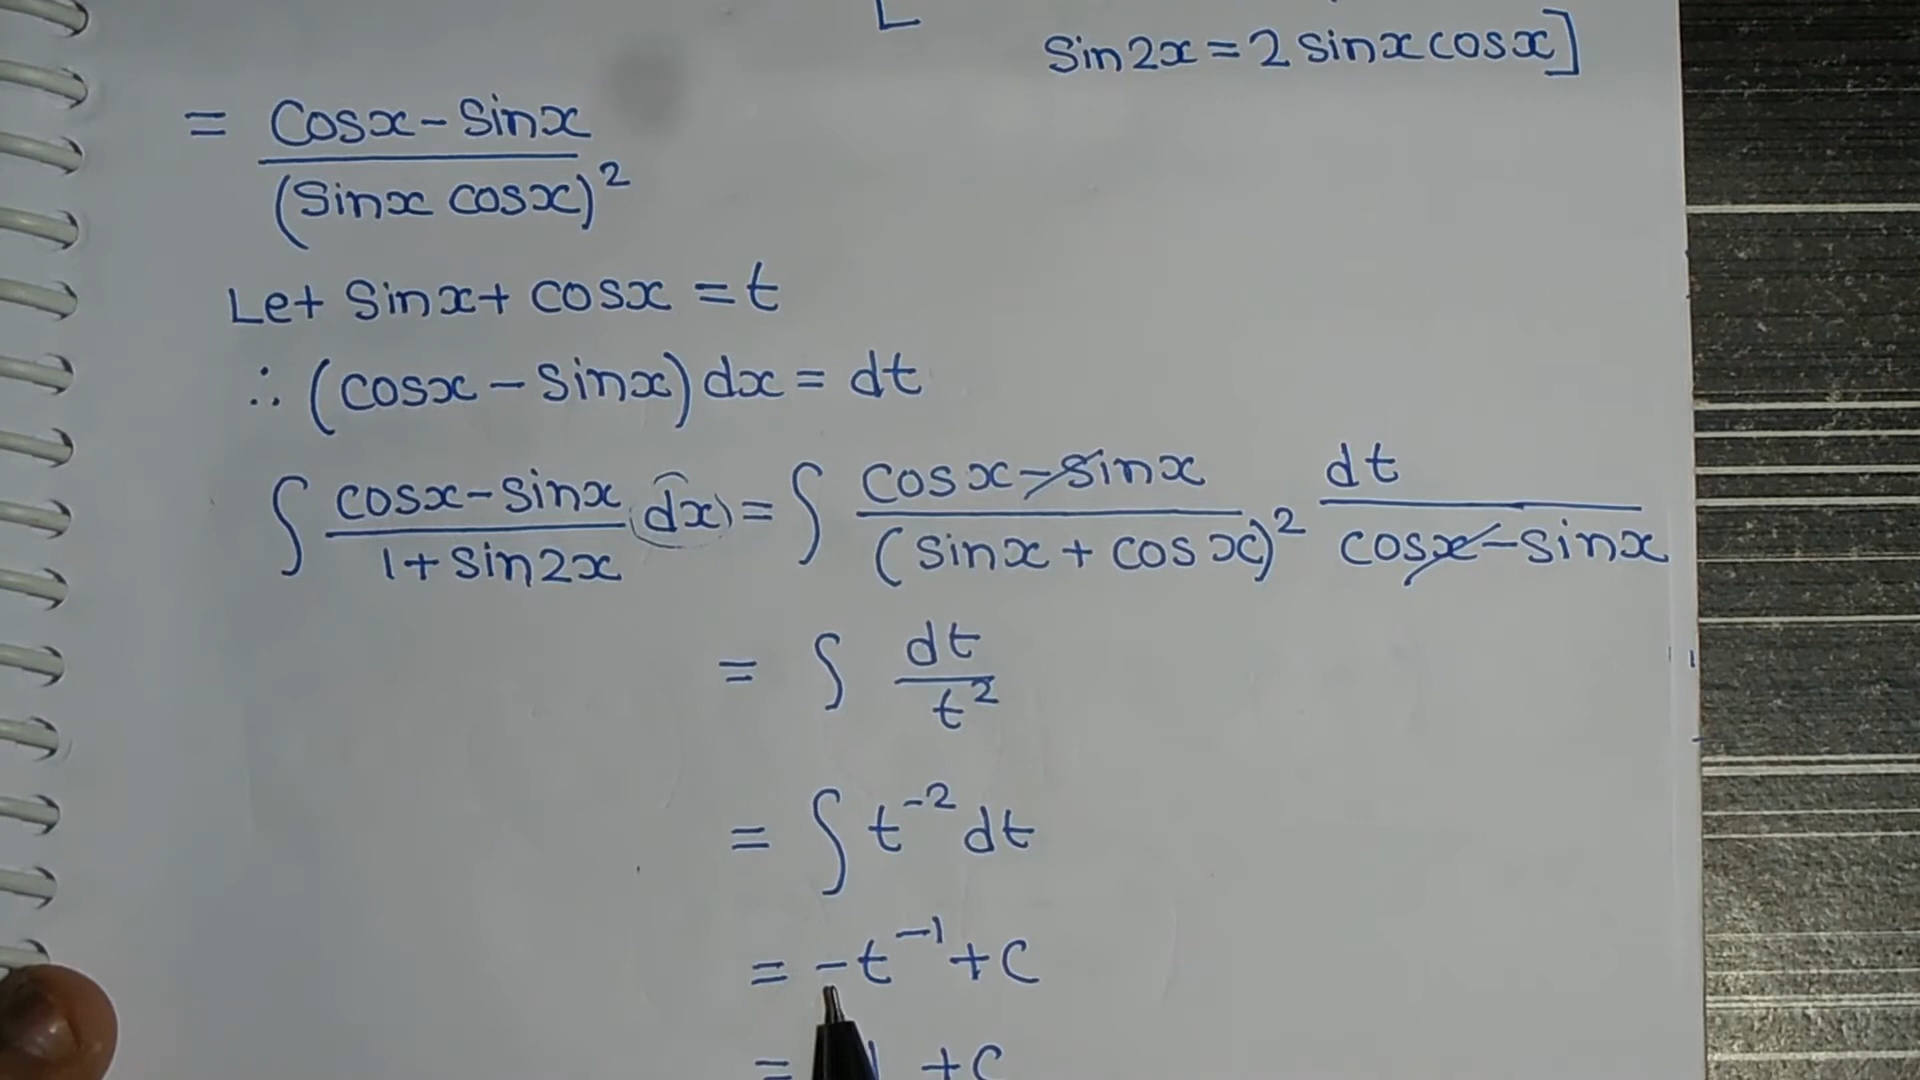 [
Sin2x = 2 sinx cosx]
= Cosx - Sinx / (Sinx cosx)²
Let Sinx + cosx = t
∴ (cosx - sinx) dx = dt
∫ cosx - sinx / 1 + sin2x dx = ∫ cosx - sinx / (sinx + cosx)² dt / cosx - sinx
= ∫ dt / t²
= ∫ t⁻² dt
= -t⁻¹ + C
= + C